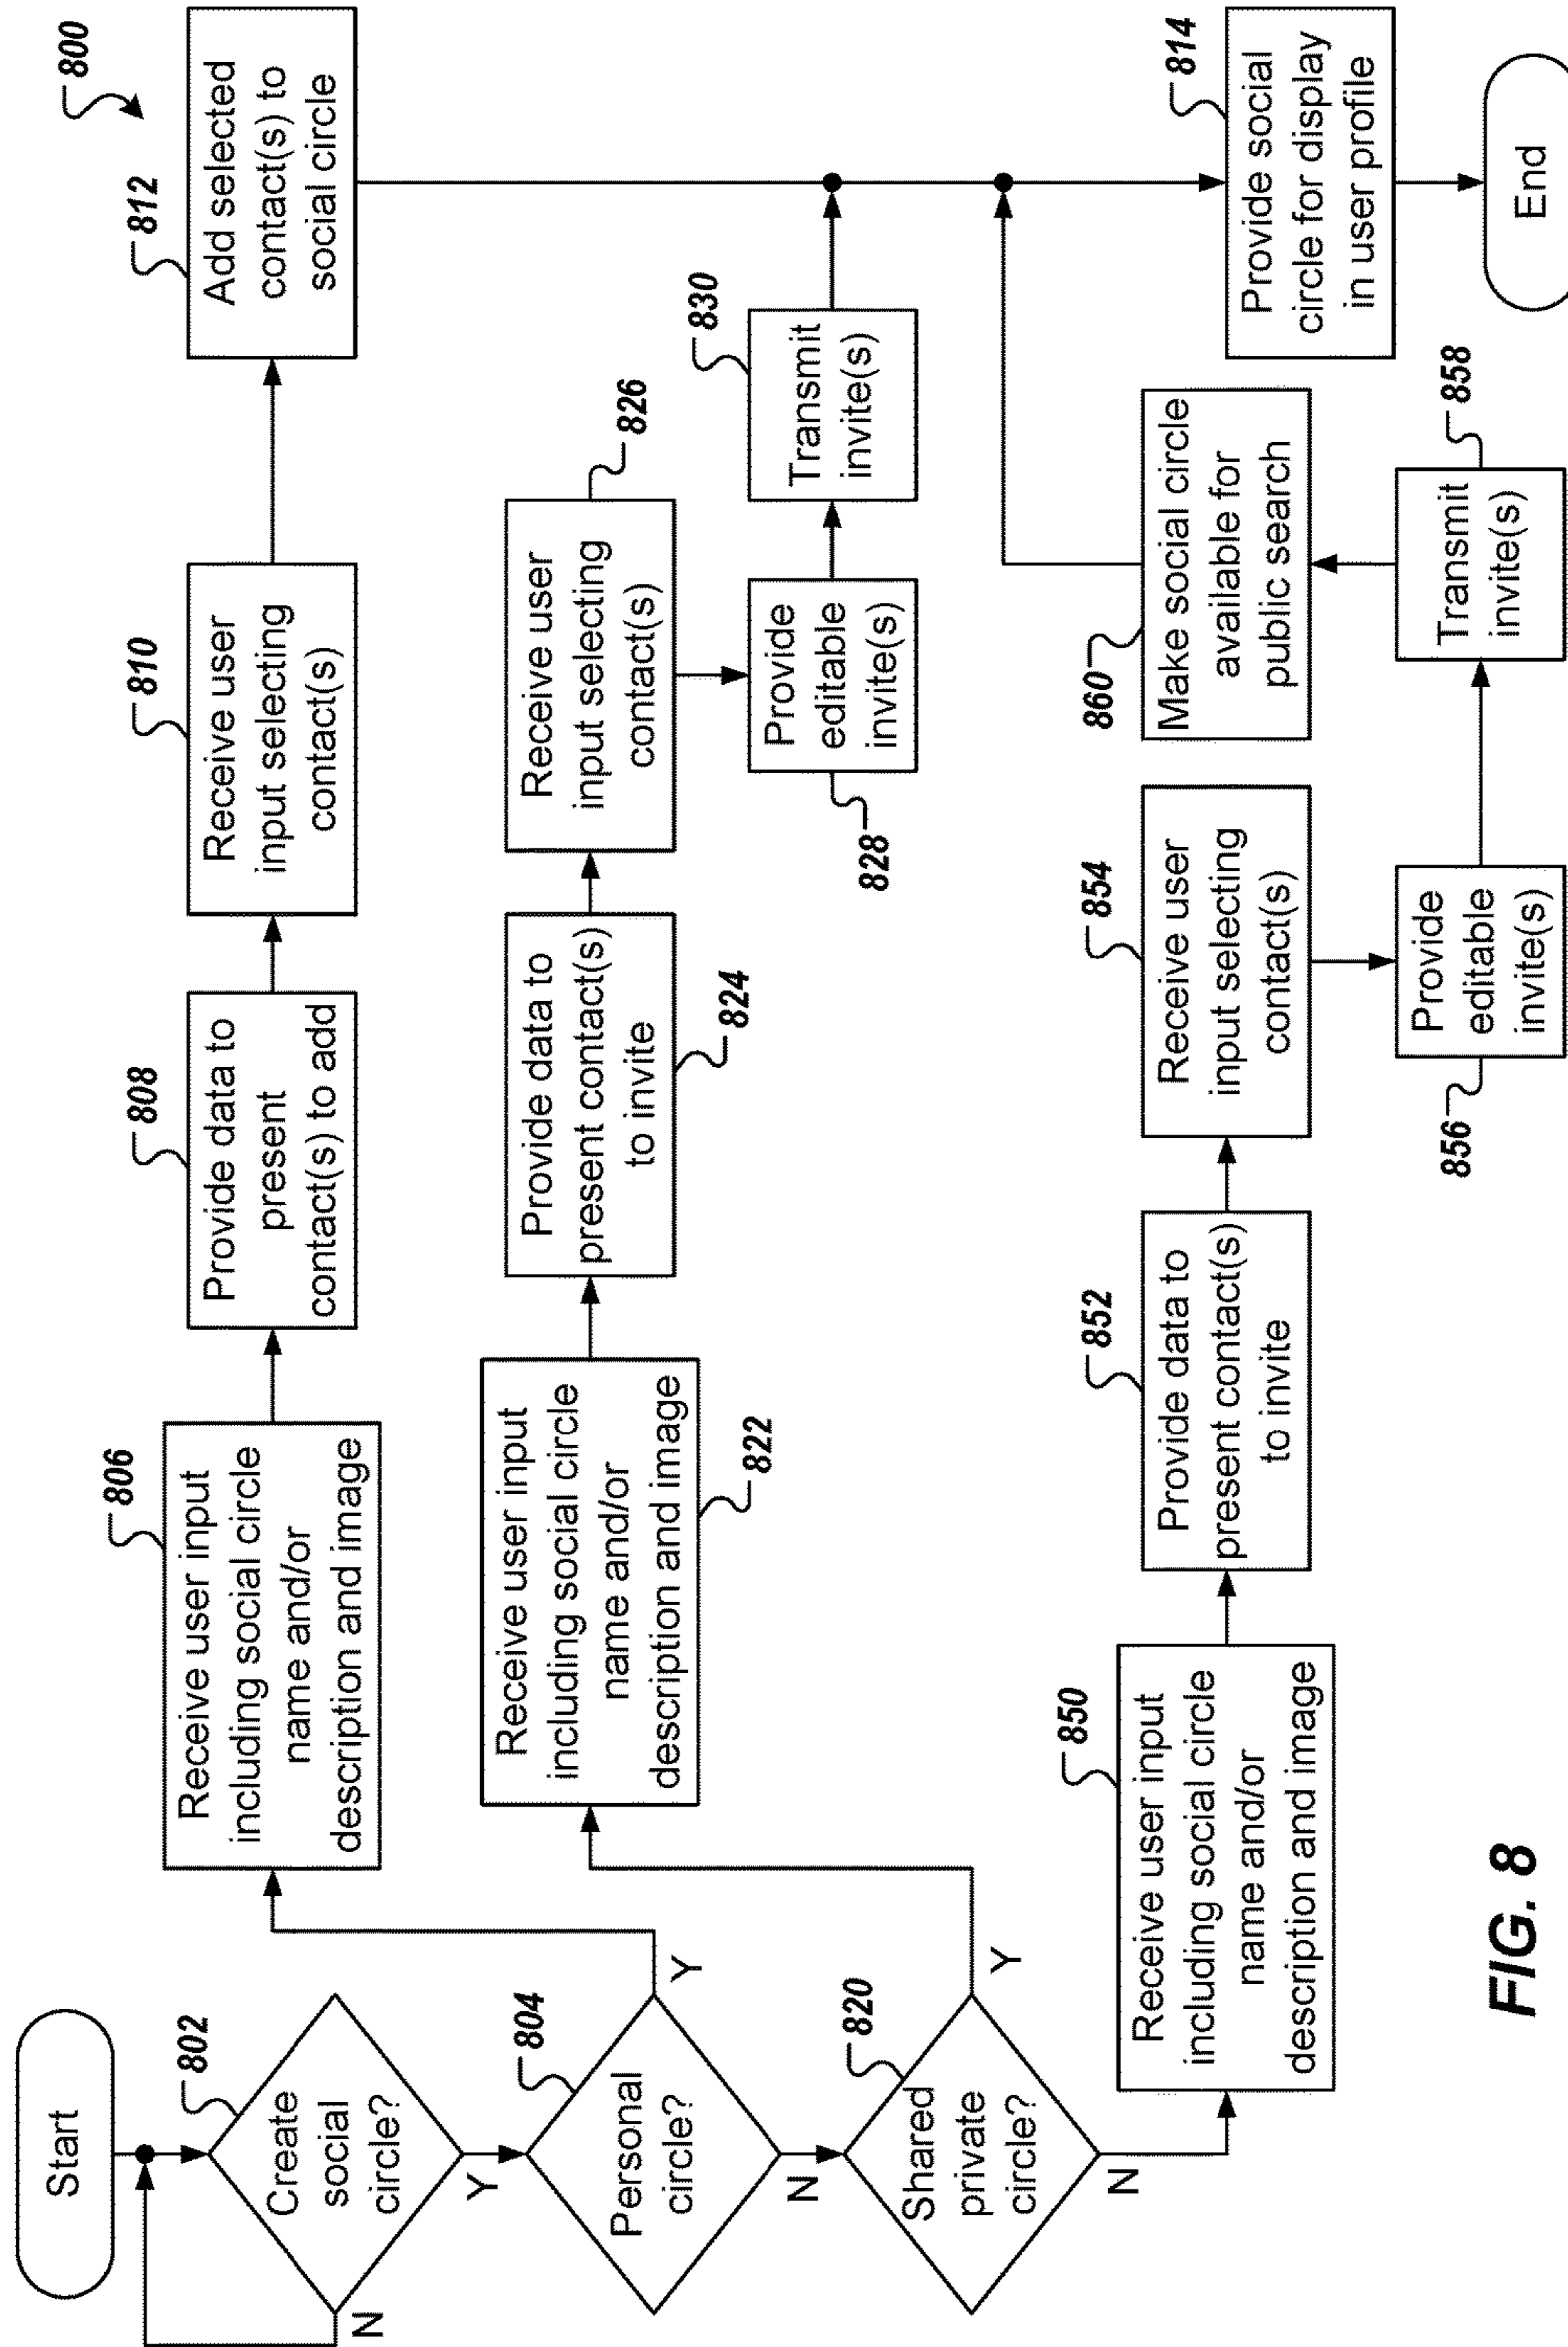 800
Start
802
Create
social
circle?
N
Y
804
Personal
circle?
Y
N
820
Shared
private
circle?
Y
N
806
Receive user input
including social circle
name and/or
description and image
808
Provide data to
present
contact(s) to add
810
Receive user
input selecting
contact(s)
812
Add selected
contact(s) to
social circle
Receive user input
including social circle
name and/or
description and image
822
Provide data to
present contact(s)
to invite
824
Receive user
input selecting
contact(s)
826
Provide
editable
invite(s)
828
830
Transmit
invite(s)
850
Receive user input
including social circle
name and/or
description and image
852
Provide data to
present contact(s)
to invite
854
Receive user
input selecting
contact(s)
Provide
editable
invite(s)
856
Transmit
invite(s)
858
860
Make social circle
available for
public search
814
Provide social
circle for display
in user profile
End
FIG. 8